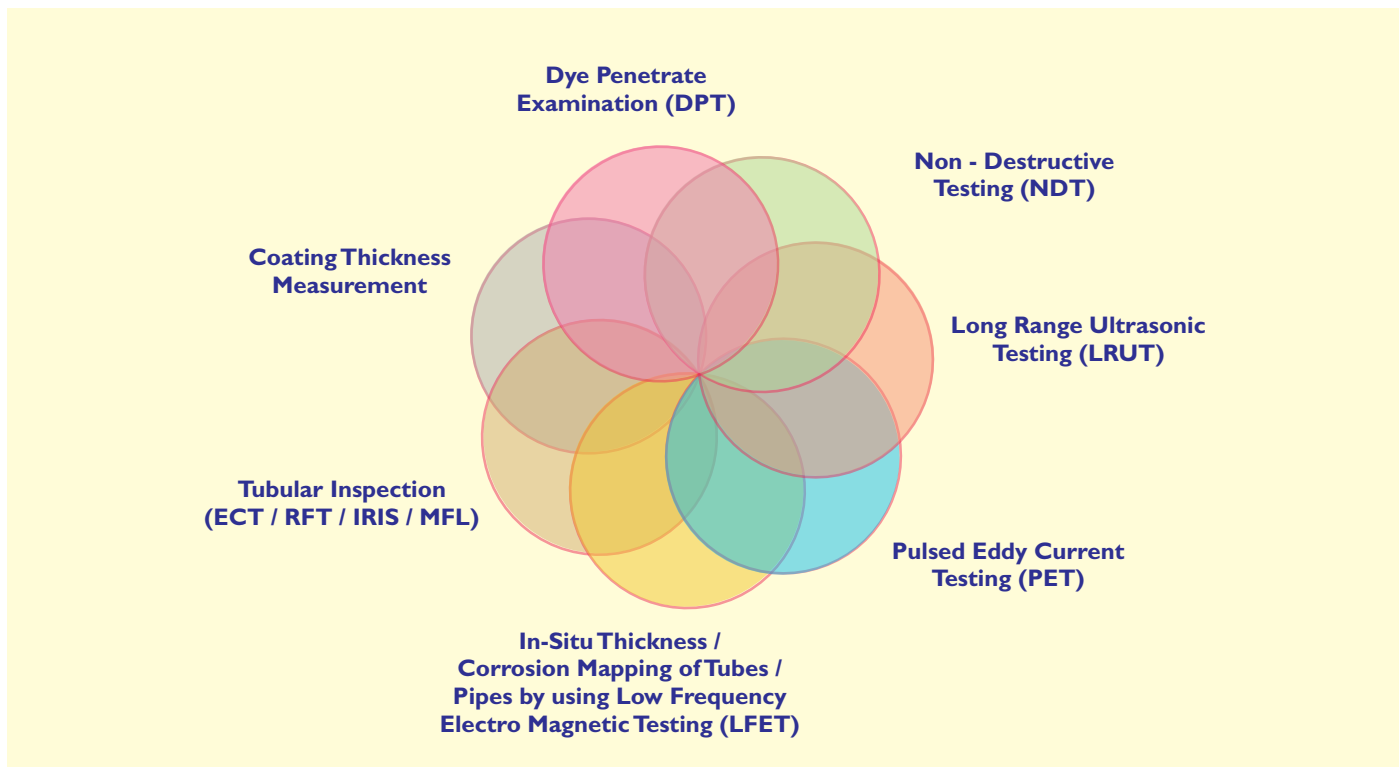 Dye Penetrate
Examination (DPT)
Non - Destructive
Testing (NDT)
Coating Thickness
Measurement
Long Range Ultrasonic
Testing (LRUT)
Tubular Inspection
(ECT / RFT / IRIS / MFL)
Pulsed Eddy Current
Testing (PET)
In-Situ Thickness /
Corrosion Mapping of Tubes /
Pipes by using Low Frequency
Electro Magnetic Testing (LFET)